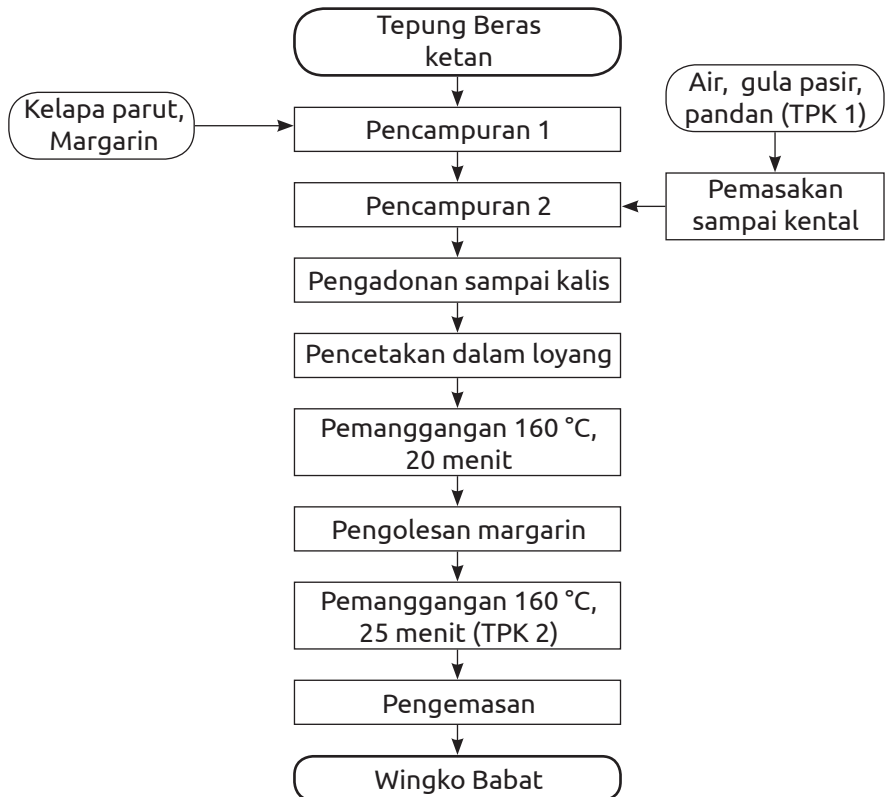 Tepung Beras
ketan
Kelapa parut,
Margarin
Pencampuran 1
Air, gula pasir,
pandan (TPK 1)
Pemasakan
sampai kental
Pencampuran 2
Pengadonan sampai kalis
Pencetakan dalam loyang
Pemanggangan 160 °C,
20 menit
Pengolesan margarin
Pemanggangan 160 °C,
25 menit (TPK 2)
Pengemasan
Wingko Babat